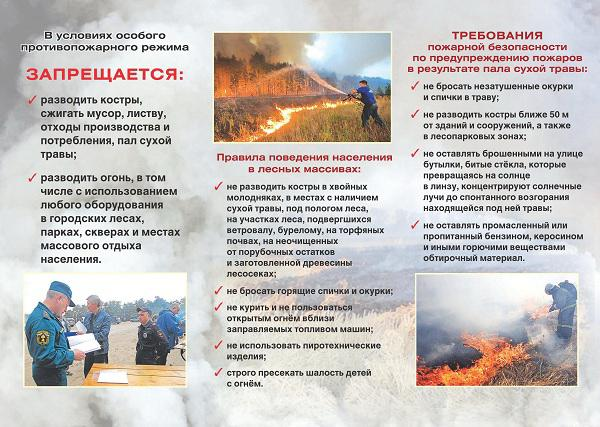 В условиях особого
противопожарного режима
ЗАПРЕЩАЕТСЯ:
✓ разводить костры,
сжигать мусор, листву,
отходы производства и
потребления, пал сухой
травы;
✓ разводить огонь, в том
числе с использованием
любого оборудования
в городских лесах,
парках, скверах и местах
массового отдыха
населения.
Правила поведения населения
в лесных массивах:
✓ не разводить костры в хвойных
молодняках, в местах с наличием
сухой травы, под пологом леса,
на участках леса, подвергшихся
ветровалу, бурелому, на торфяных
почвах, на неочищенных
от порубочных остатков
и заготовленной древесины
лесосеках;
✓ не бросать горящие спички и окурки;
✓ не курить и не пользоваться
открытым огнём вблизи
заправляемых топливом машин;
✓ не использовать пиротехнические
изделия;
✓ строго пресекать шалость детей
с огнём.
ТРЕБОВАНИЯ
пожарной безопасности
по предупреждению пожаров
в результате пала сухой травы:
✓ не бросать незатушенные окурки
и спички в траву;
✓ не разводить костры ближе 50 м
от зданий и сооружений, а также
в лесопарковых зонах;
✓ не оставлять брошенными на улице
бутылки, битые стёкла, которые
превращаясь на солнце
в линзу, концентрируют солнечные
лучи до спонтанного возгорания
находящейся под ней травы;
✓ не оставлять промасленный или
пропитанный бензином, керосином
и иными горючими веществами
обтирочный материал.